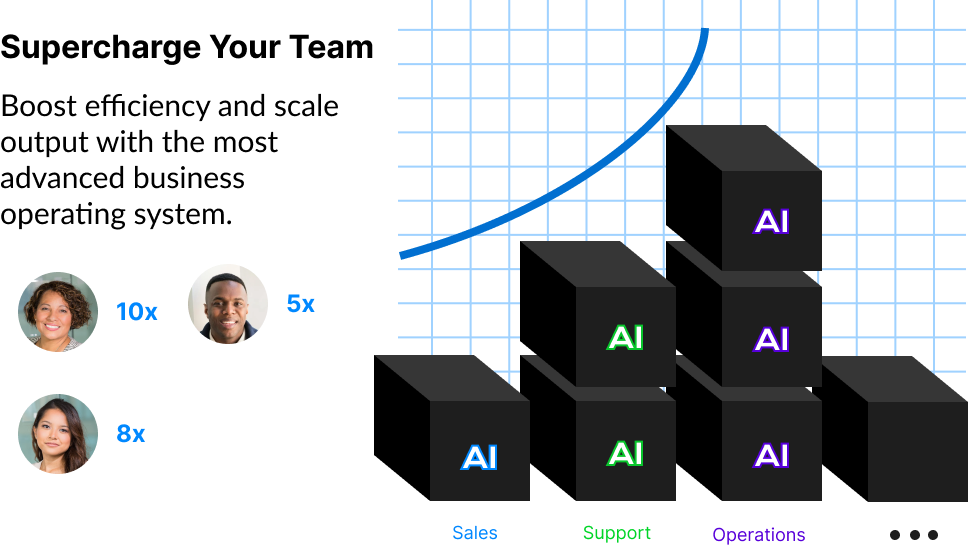 Supercharge Your Team
Boost efficiency and scale
output with the most
advanced business
operating system.
10x
5x
8x
AI
AI
AI
AI
AI
AI
Sales
Support
Operations